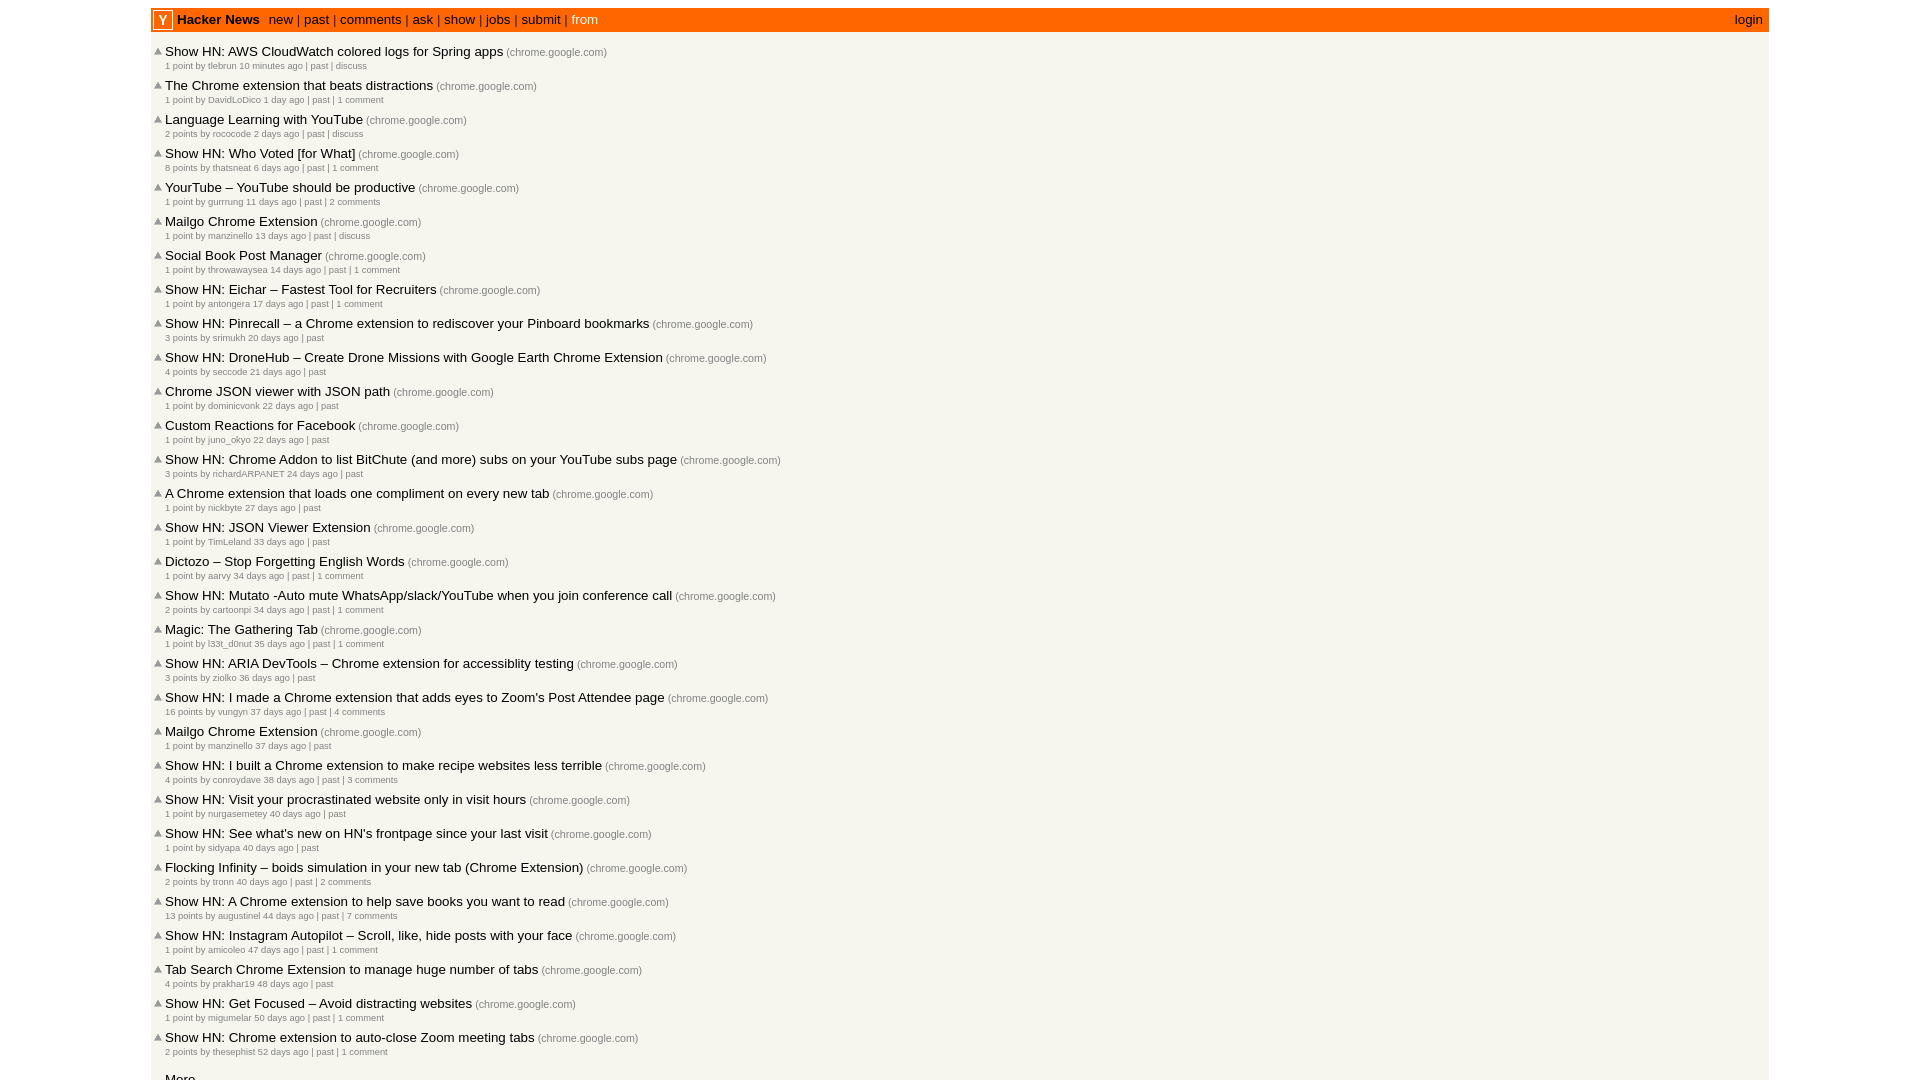 Y Hacker News new | past | comments | ask | show | jobs | submit | from login
Show HN: AWS CloudWatch colored logs for Spring apps (chrome.google.com)
1 point by tlebrun 10 minutes ago | past | discuss
The Chrome extension that beats distractions (chrome.google.com)
1 point by DavidLoDico 1 day ago | past | 1 comment
Language Learning with YouTube (chrome.google.com)
2 points by rococode 2 days ago | past | discuss
Show HN: Who Voted [for What] (chrome.google.com)
8 points by thatsneat 6 days ago | past | 1 comment
YourTube – YouTube should be productive (chrome.google.com)
1 point by gurrrung 11 days ago | past | 2 comments
Mailgo Chrome Extension (chrome.google.com)
1 point by manzinello 13 days ago | past | discuss
Social Book Post Manager (chrome.google.com)
1 point by throwawaysea 14 days ago | past | 1 comment
Show HN: Eichar – Fastest Tool for Recruiters (chrome.google.com)
1 point by antongera 17 days ago | past | 1 comment
Show HN: Pinrecall – a Chrome extension to rediscover your Pinboard bookmarks (chrome.google.com)
3 points by srimukh 20 days ago | past
Show HN: DroneHub – Create Drone Missions with Google Earth Chrome Extension (chrome.google.com)
4 points by seccode 21 days ago | past
Chrome JSON viewer with JSON path (chrome.google.com)
1 point by dominicvonk 22 days ago | past
Custom Reactions for Facebook (chrome.google.com)
1 point by juno_okyo 22 days ago | past
Show HN: Chrome Addon to list BitChute (and more) subs on your YouTube subs page (chrome.google.com)
3 points by richardARPANET 24 days ago | past
A Chrome extension that loads one compliment on every new tab (chrome.google.com)
1 point by nickbyte 27 days ago | past
Show HN: JSON Viewer Extension (chrome.google.com)
1 point by TimLeland 33 days ago | past
Dictozo – Stop Forgetting English Words (chrome.google.com)
1 point by aarvy 34 days ago | past | 1 comment
Show HN: Mutato -Auto mute WhatsApp/slack/YouTube when you join conference call (chrome.google.com)
2 points by cartoonpi 34 days ago | past | 1 comment
Magic: The Gathering Tab (chrome.google.com)
1 point by l33t_d0nut 35 days ago | past | 1 comment
Show HN: ARIA DevTools – Chrome extension for accessiblity testing (chrome.google.com)
3 points by ziolko 36 days ago | past
Show HN: I made a Chrome extension that adds eyes to Zoom's Post Attendee page (chrome.google.com)
16 points by vungyn 37 days ago | past | 4 comments
Mailgo Chrome Extension (chrome.google.com)
1 point by manzinello 37 days ago | past
Show HN: I built a Chrome extension to make recipe websites less terrible (chrome.google.com)
4 points by conroydave 38 days ago | past | 3 comments
Show HN: Visit your procrastinated website only in visit hours (chrome.google.com)
1 point by nurgasemetey 40 days ago | past
Show HN: See what's new on HN's frontpage since your last visit (chrome.google.com)
1 point by sidyapa 40 days ago | past
Flocking Infinity – boids simulation in your new tab (Chrome Extension) (chrome.google.com)
2 points by tronn 40 days ago | past | 2 comments
Show HN: A Chrome extension to help save books you want to read (chrome.google.com)
13 points by augustinel 44 days ago | past | 7 comments
Show HN: Instagram Autopilot – Scroll, like, hide posts with your face (chrome.google.com)
1 point by amicoleo 47 days ago | past | 1 comment
Tab Search Chrome Extension to manage huge number of tabs (chrome.google.com)
4 points by prakhar19 48 days ago | past
Show HN: Get Focused – Avoid distracting websites (chrome.google.com)
1 point by migumelar 50 days ago | past | 1 comment
Show HN: Chrome extension to auto-close Zoom meeting tabs (chrome.google.com)
2 points by thesephist 52 days ago | past | 1 comment
More